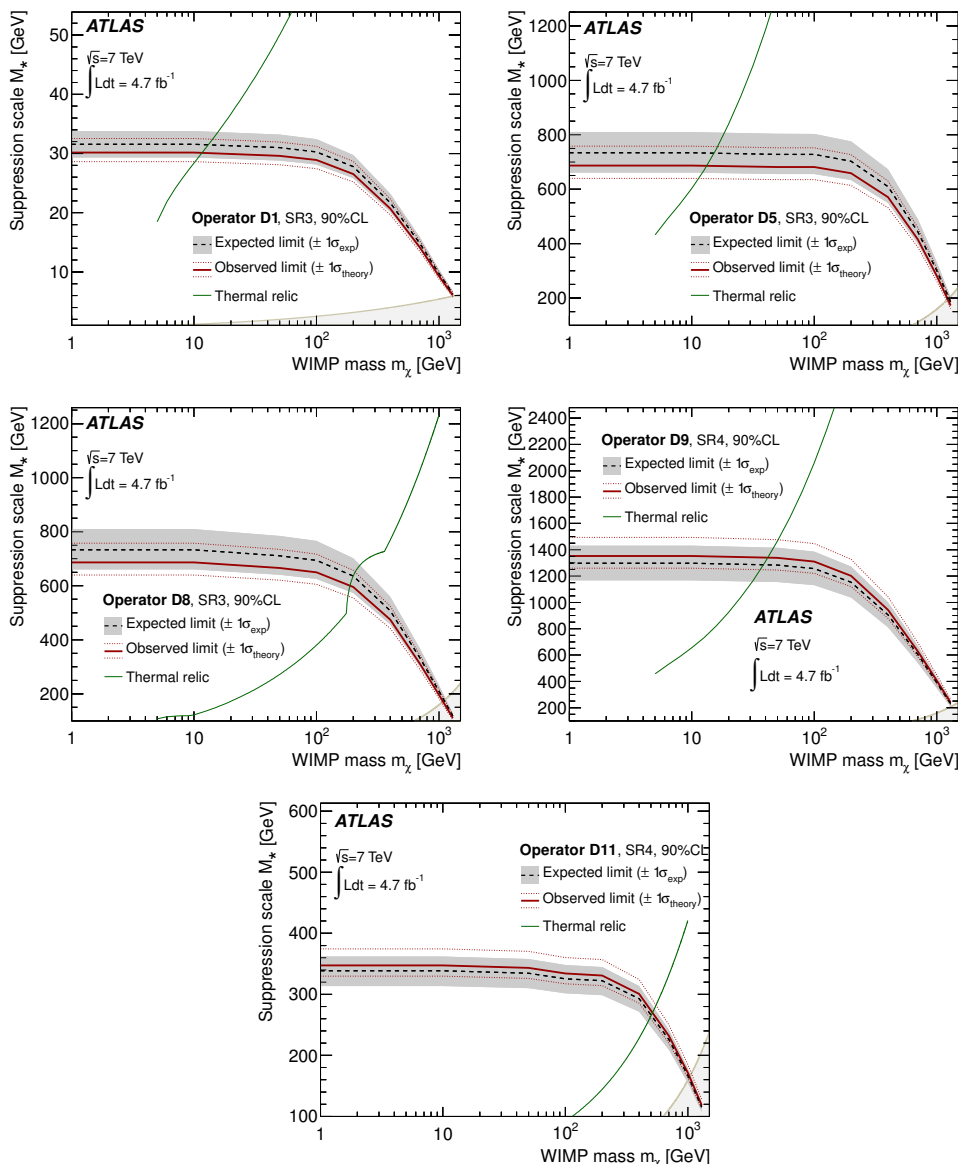 Suppression scale M* [GeV]
50
40
30
20
10
ATLAS
√s=7 TeV
∫Ldt = 4.7 fb⁻¹
Operator D1, SR3, 90%CL
Expected limit (± 1σexp)
Observed limit (± 1σtheory)
Thermal relic
1 10 10² 10³
WIMP mass mχ [GeV]
Suppression scale M* [GeV]
1200
1000
800
600
400
200
ATLAS
√s=7 TeV
∫Ldt = 4.7 fb⁻¹
Operator D5, SR3, 90%CL
Expected limit (± 1σexp)
Observed limit (± 1σtheory)
Thermal relic
1 10 10² 10³
WIMP mass mχ [GeV]
Suppression scale M* [GeV]
1200
1000
800
600
400
200
ATLAS
√s=7 TeV
∫Ldt = 4.7 fb⁻¹
Operator D8, SR3, 90%CL
Expected limit (± 1σexp)
Observed limit (± 1σtheory)
Thermal relic
1 10 10² 10³
WIMP mass mχ [GeV]
Suppression scale M* [GeV]
2400
2200
2000
1800
1600
1400
1200
1000
800
600
400
200
Operator D9, SR4, 90%CL
Expected limit (± 1σexp)
Observed limit (± 1σtheory)
Thermal relic
ATLAS
√s=7 TeV
∫Ldt = 4.7 fb⁻¹
1 10 10² 10³
WIMP mass mχ [GeV]
Suppression scale M* [GeV]
600
500
400
300
200
100
ATLAS
√s=7 TeV
∫Ldt = 4.7 fb⁻¹
Operator D11, SR4, 90%CL
Expected limit (± 1σexp)
Observed limit (± 1σtheory)
Thermal relic
1 10 10² 10³
WIMP mass mχ [GeV]